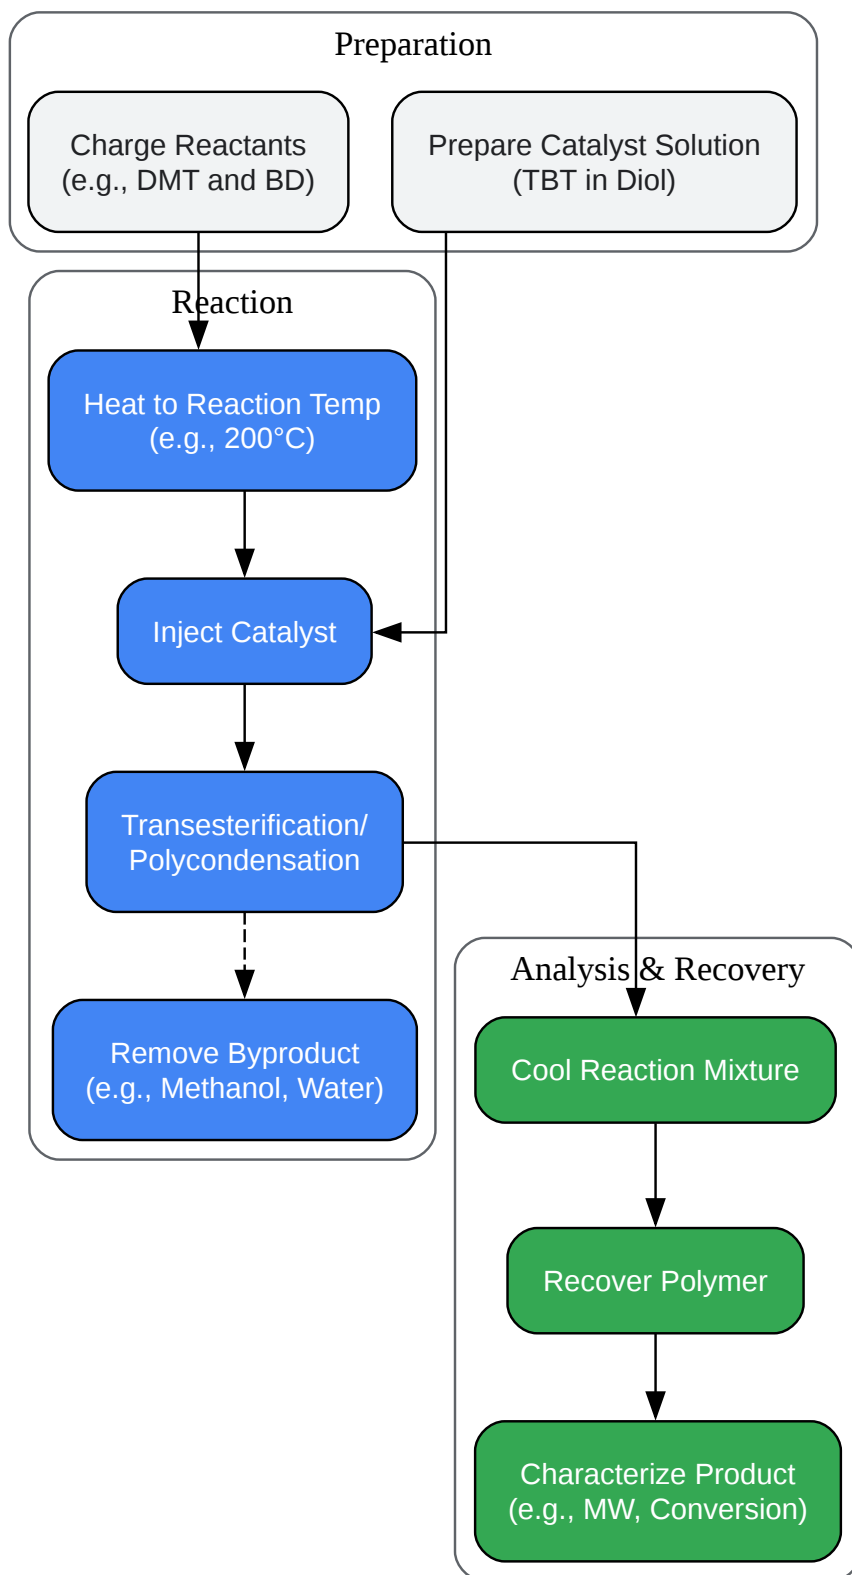 Preparation
Charge Reactants
(e.g., DMT and BD)
Prepare Catalyst Solution
(TBT in Diol)
Reaction
Heat to Reaction Temp
(e.g., 200°C)
Inject Catalyst
Transesterification/
Polycondensation
Remove Byproduct
(e.g., Methanol, Water)
Analysis & Recovery
Cool Reaction Mixture
Recover Polymer
Characterize Product
(e.g., MW, Conversion)